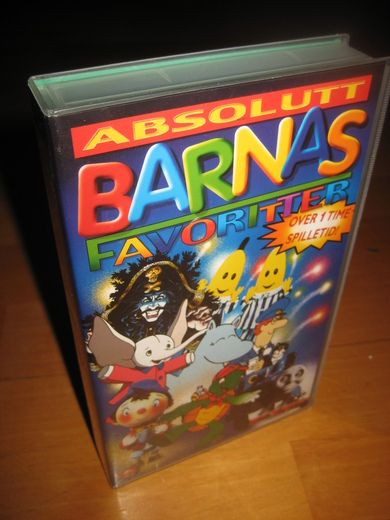 ABSOLUTT
BARNAS
FAVORITTER
OVER 1 TIME
SPILLETID!